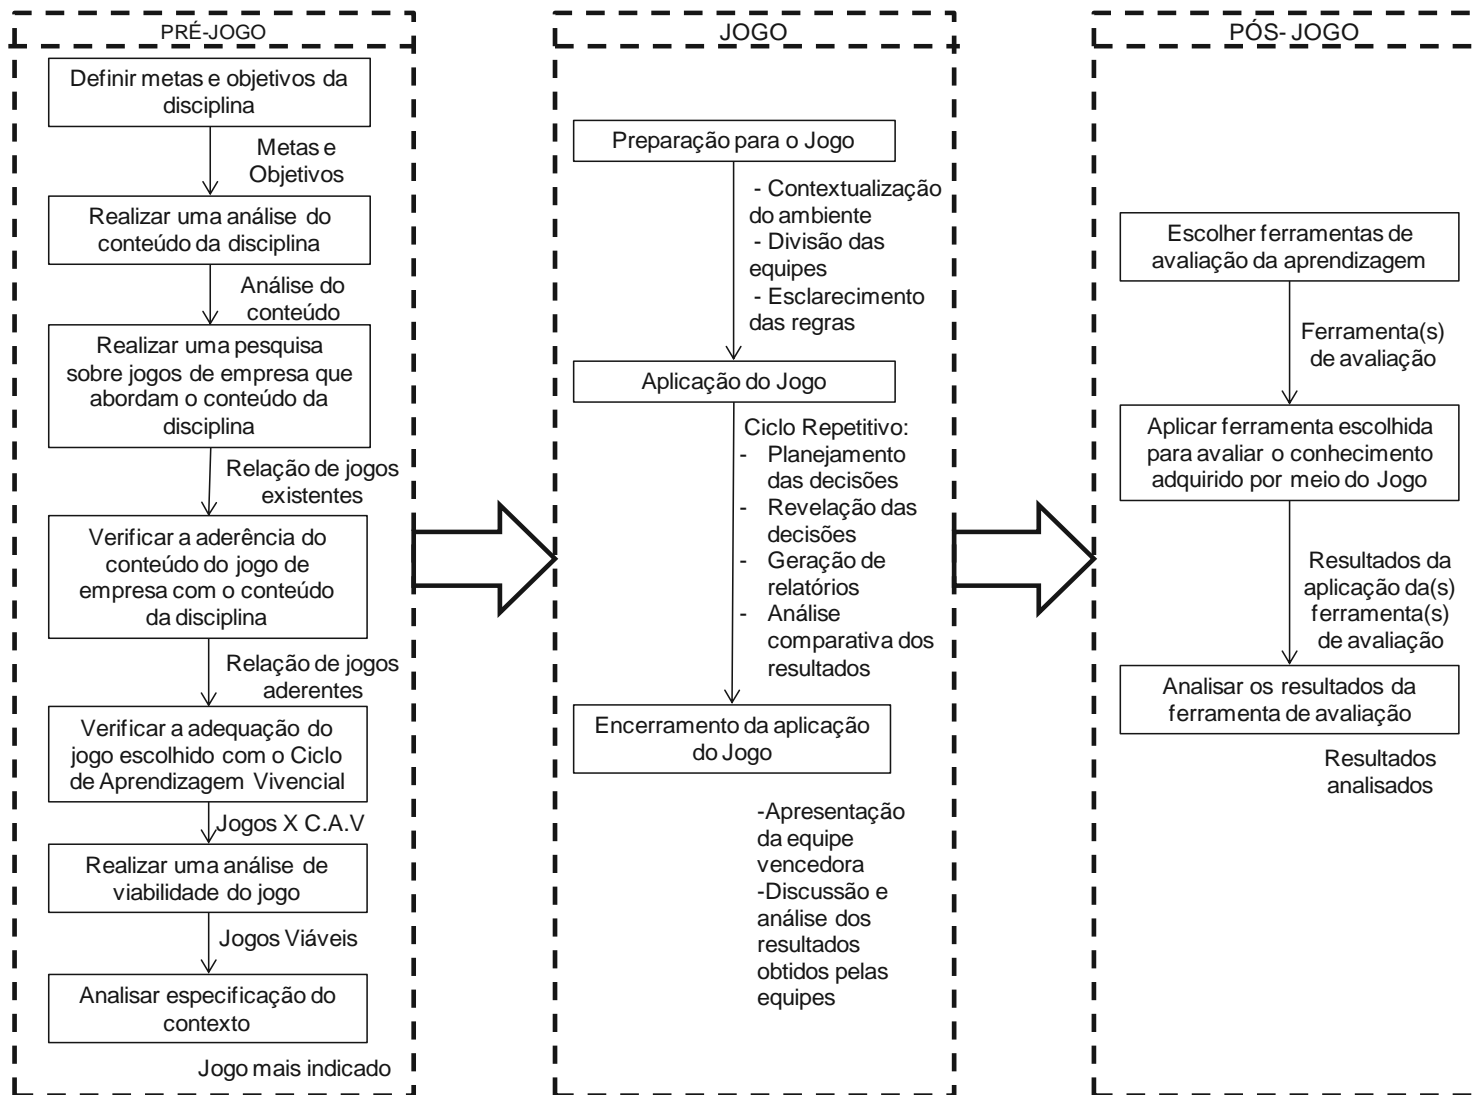 PRÉ-JOGO
Definir metas e objetivos da
disciplina
Metas e
Objetivos
Realizar uma análise do
conteúdo da disciplina
Análise do
conteúdo
Realizar uma pesquisa
sobre jogos de empresa que
abordam o conteúdo da
disciplina
Relação de jogos
existentes
Verificar a aderência do
conteúdo do jogo de
empresa com o conteúdo
da disciplina
Relação de jogos
aderentes
Verificar a adequação do
jogo escolhido com o Ciclo
de Aprendizagem Vivencial
Jogos X C.A.V
Realizar uma análise de
viabilidade do jogo
Jogos Viáveis
Analisar especificação do
contexto
Jogo mais indicado
JOGO
Preparação para o Jogo
- Contextualização
do ambiente
- Divisão das
equipes
- Esclarecimento
das regras
Aplicação do Jogo
Ciclo Repetitivo:
- Planejamento
das decisões
- Revelação das
decisões
- Geração de
relatórios
- Análise
comparativa dos
resultados
Encerramento da aplicação
do Jogo
-Apresentação
da equipe
vencedora
-Discussão e
análise dos
resultados
obtidos pelas
equipes
PÓS- JOGO
Escolher ferramentas de
avaliação da aprendizagem
Ferramenta(s)
de avaliação
Aplicar ferramenta escolhida
para avaliar o conhecimento
adquirido por meio do Jogo
Resultados da
aplicação da(s)
ferramenta(s)
de avaliação
Analisar os resultados da
ferramenta de avaliação
Resultados
analisados